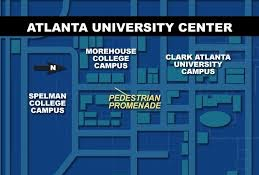 ATLANTA UNIVERSITY CENTER
MOREHOUSE
COLLEGE
CAMPUS
CLARK ATLANTA
UNIVERSITY
CAMPUS
N
SPELMAN
COLLEGE
CAMPUS
PEDESTRIAN
PROMENADE